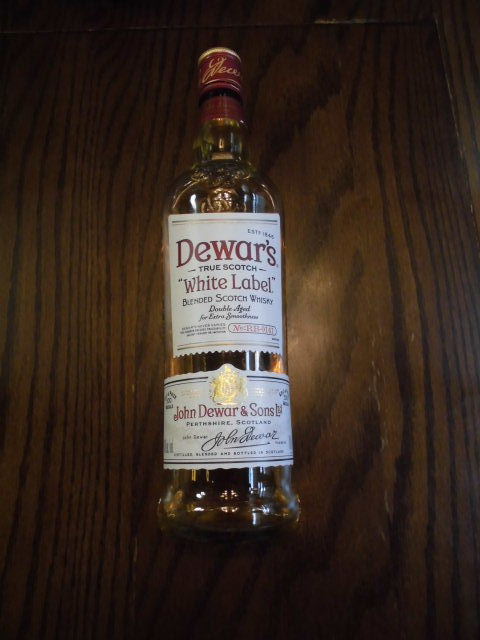 Dewar's
ESTD 1846
Dewar's
TRUE SCOTCH
"White Label"
BLENDED SCOTCH WHISKY
Double Aged
for Extra Smoothness
John Dewar & Sons Ltd
PERTHSHIRE, SCOTLAND
John Dewar
DISTILLED, BLENDED AND BOTTLED IN SCOTLAND